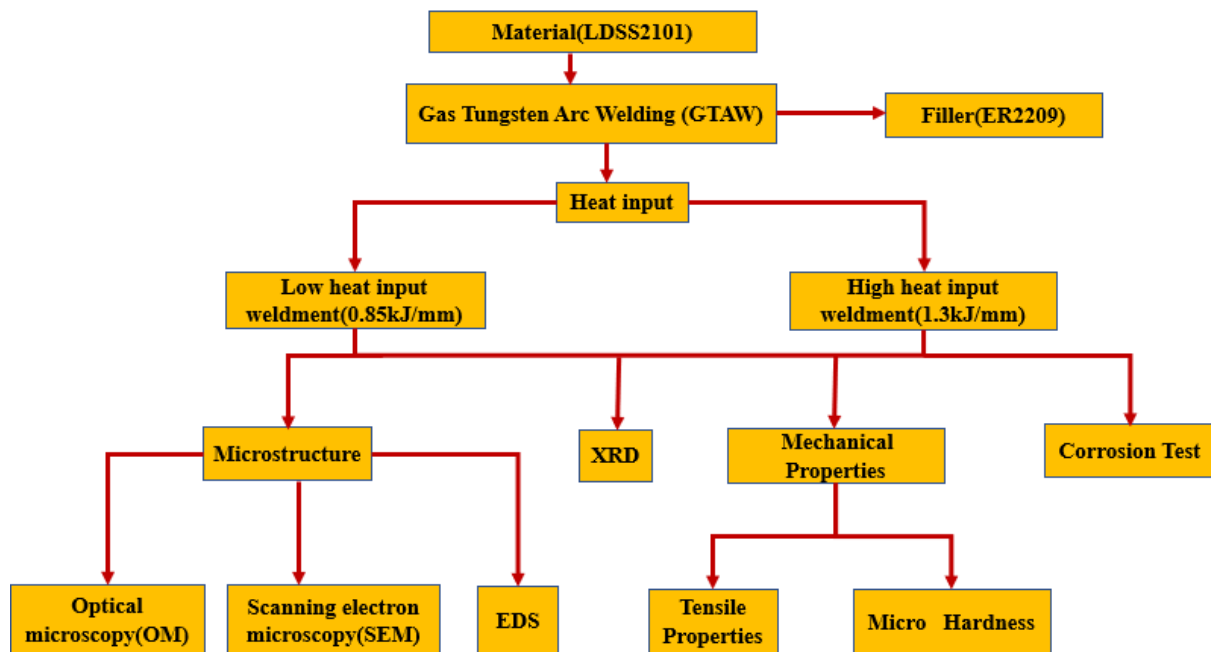 Material(LDSS2101)
Gas Tungsten Arc Welding (GTAW)
Filler(ER2209)
Heat input
Low heat input
weldment(0.85kJ/mm)
High heat input
weldment(1.3kJ/mm)
Microstructure
XRD
Mechanical
Properties
Corrosion Test
Optical
microscopy(OM)
Scanning electron
microscopy(SEM)
EDS
Tensile
Properties
Micro Hardness